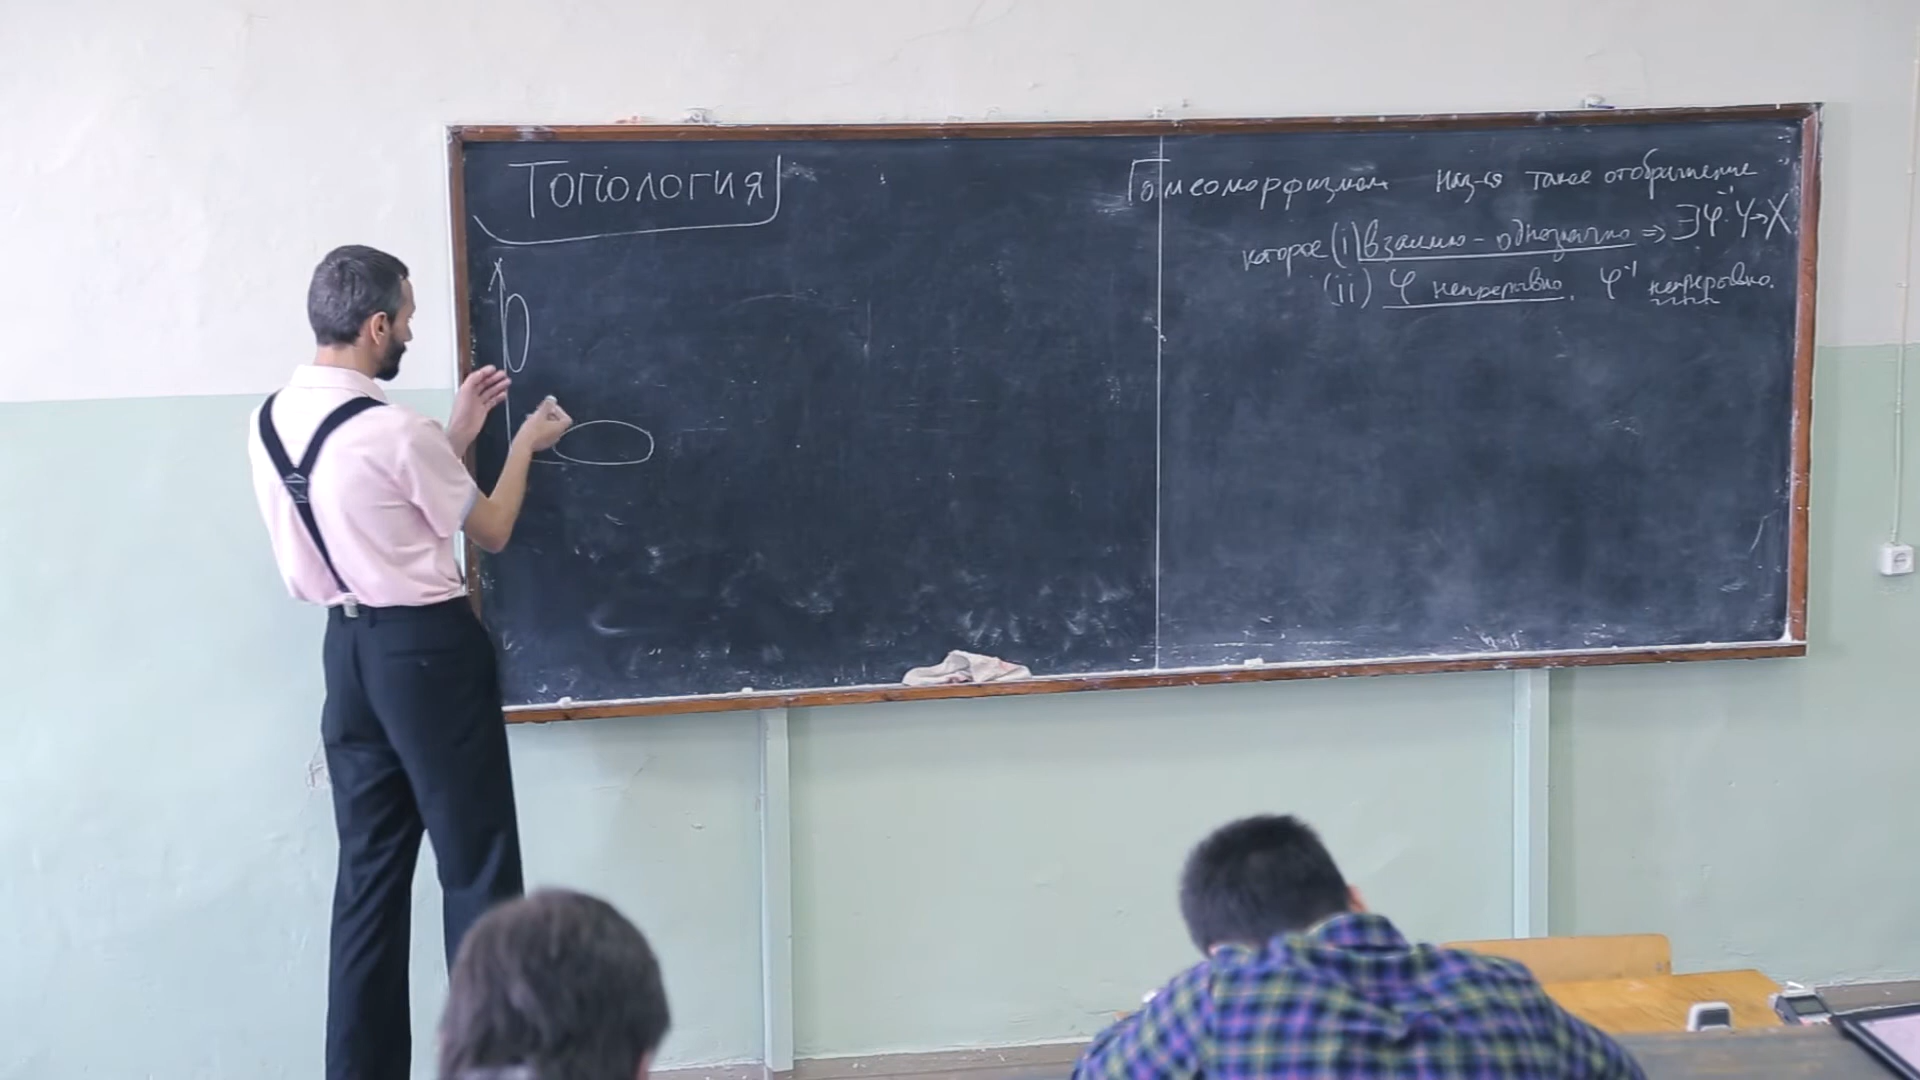 Топология
Гомеоморфизмом наз-ся такое отображение
которое (i) взаимно-однозначно => ∃φ⁻¹: Y→X
(ii) φ непрерывно, φ⁻¹ непрерывно.